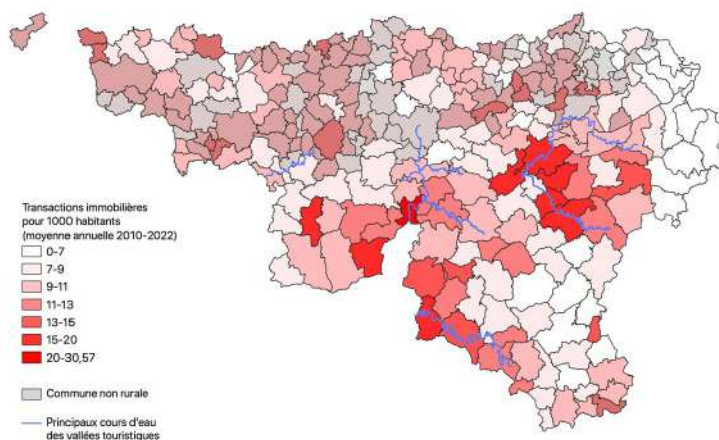 Transactions immobilières
pour 1000 habitants
(moyenne annuelle 2010-2022)
0-7
7-9
9-11
11-13
13-15
15-20
20-30,57
Commune non rurale
Principaux cours d'eau
des vallées touristiques